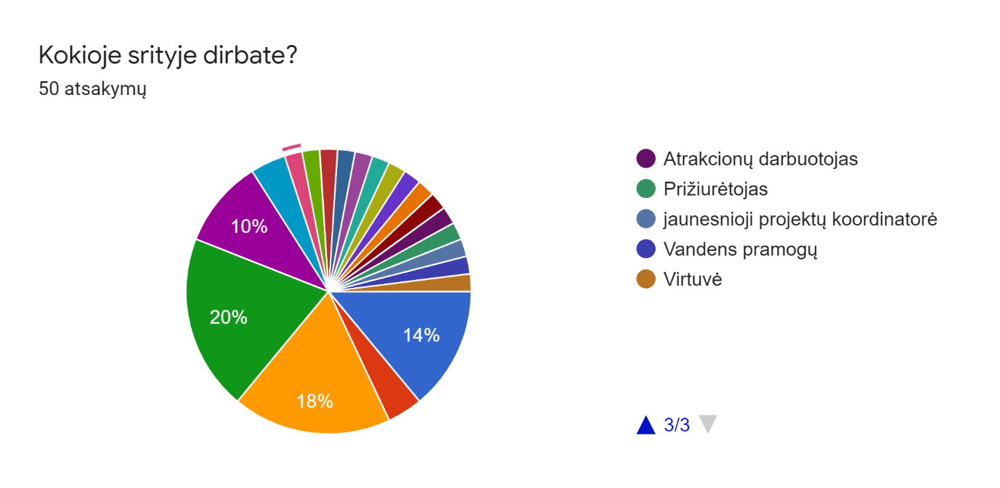 Kokioje srityje dirbate?
50 atsakymų
10%
20%
14%
18%
Atrakcionų darbuotojas
Prižiurėtojas
jaunesnioji projektų koordinatorė
Vandens pramogų
Virtuvė
3/3